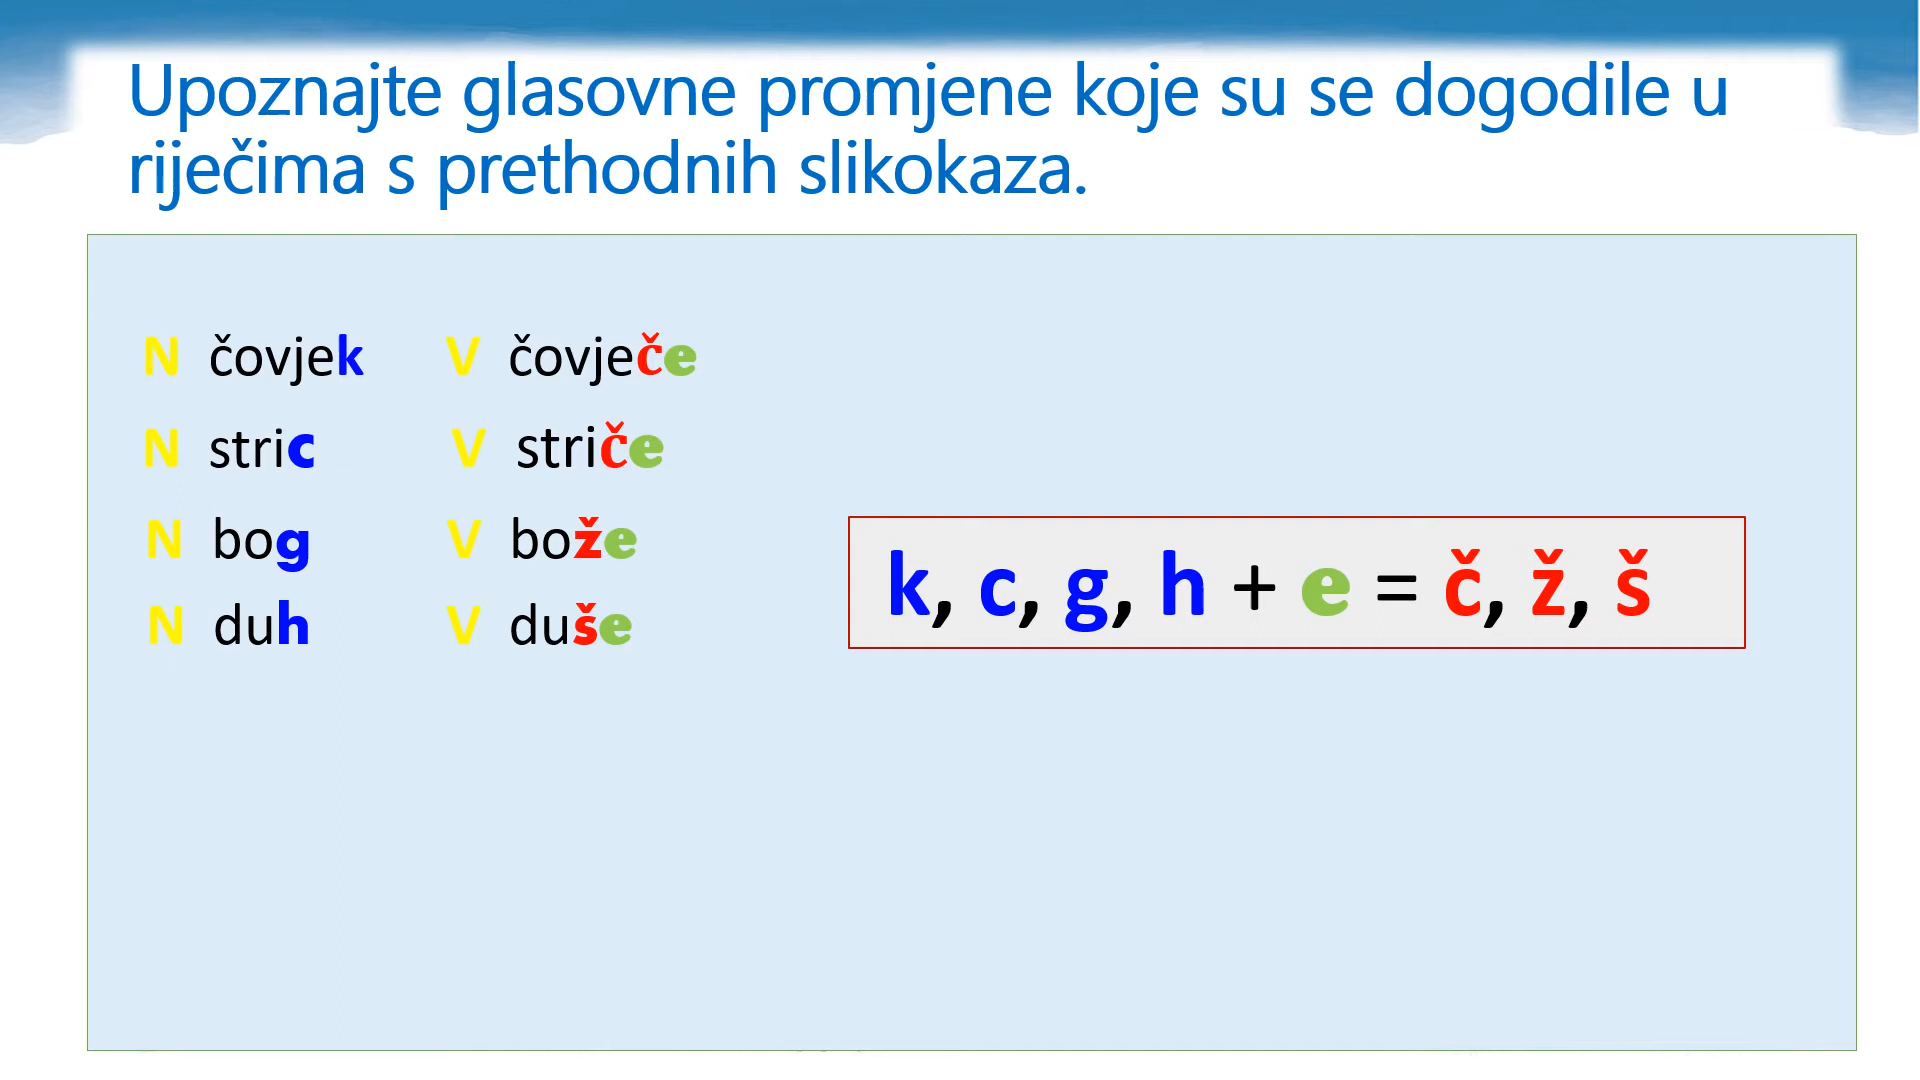 Upoznajte glasovne promjene koje su se dogodile u
riječima s prethodnih slikokaza.
N čovjek V čovječe
N stric V striče
N bog V bože
N duh V duše
k, c, g, h + e = č, ž, š